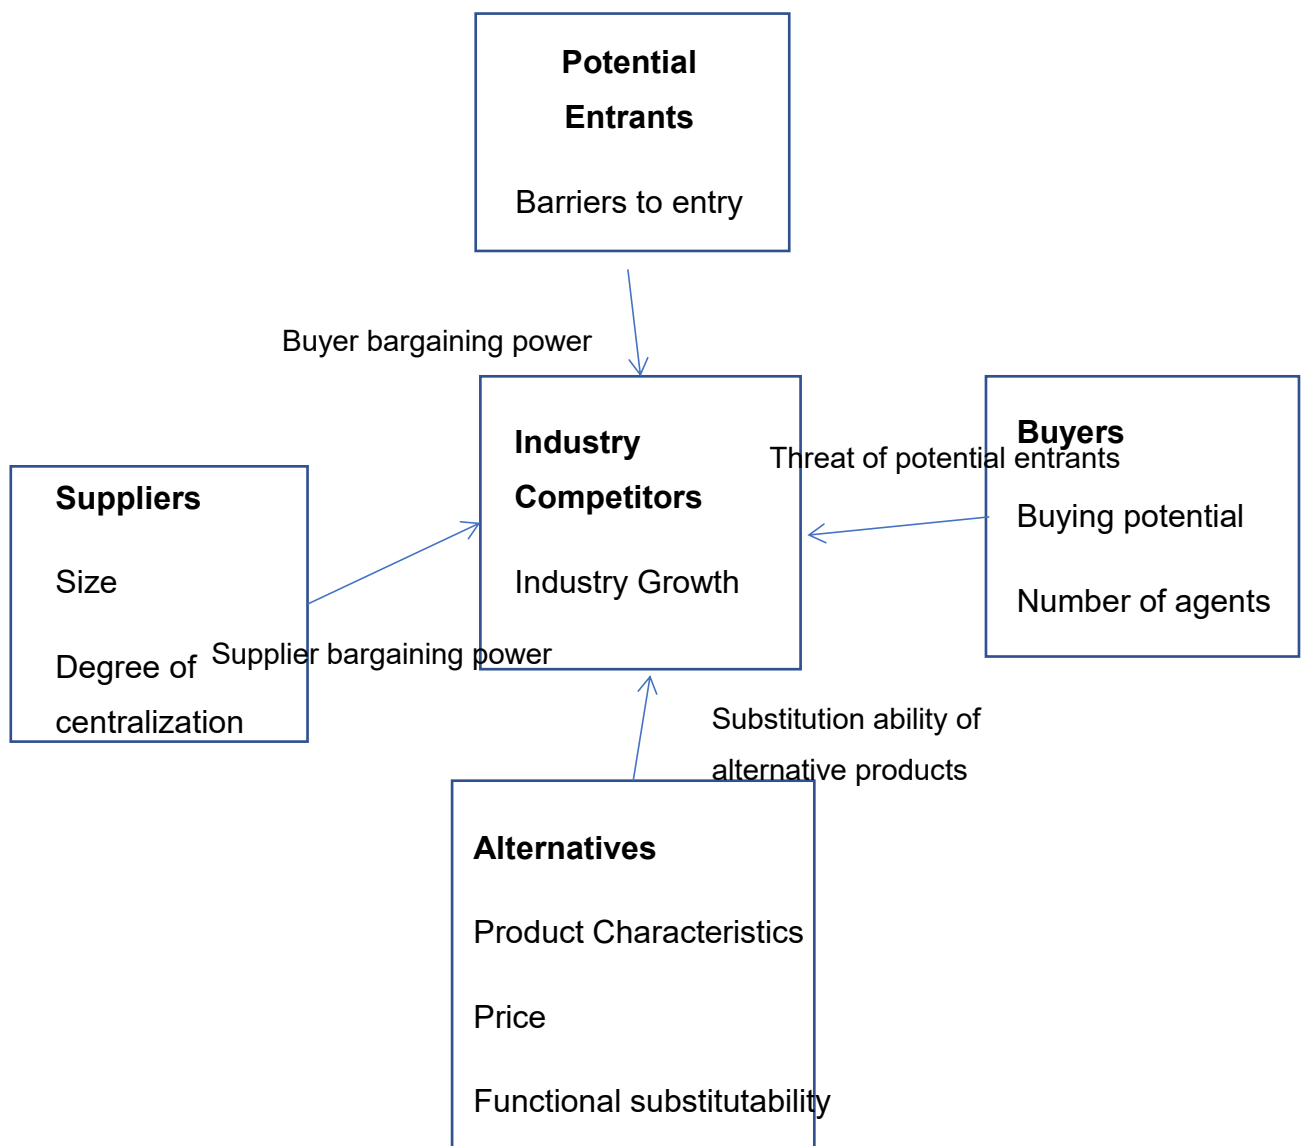 Potential
Entrants
Barriers to entry
Buyer bargaining power
Industry
Competitors
Industry Growth
Threat of potential entrants
Buyers
Buying potential
Number of agents
Suppliers
Size
Degree of
centralization
Supplier bargaining power
Substitution ability of
alternative products
Alternatives
Product Characteristics
Price
Functional substitutability